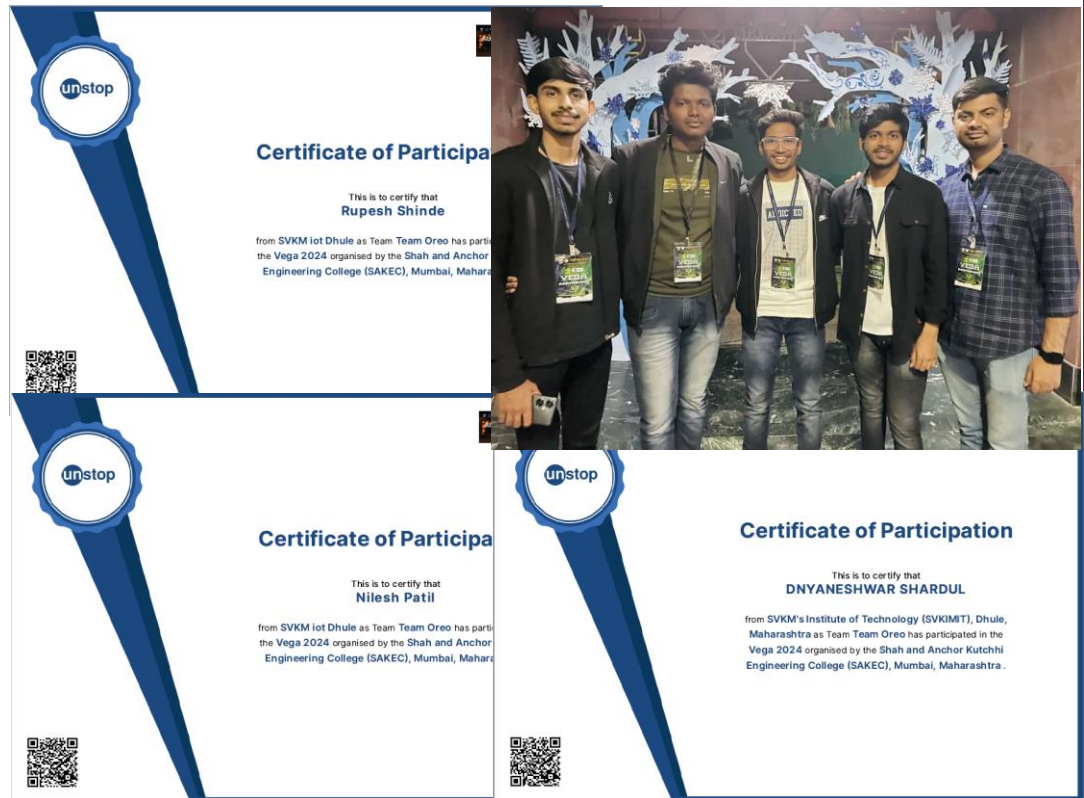 unstop
Certificate of Participa
This is to certify that
Rupesh Shinde
from SVKM iot Dhule as Team Team Oreo has partic
the Vega 2024 organised by the Shah and Anchor
Engineering College (SAKEC), Mumbai, Mahara
ADDICTED
VEGA
VEGA
VEGA
VEGA
VEGA
unstop
Certificate of Participa
This is to certify that
Nilesh Patil
from SVKM iot Dhule as Team Team Oreo has parti
the Vega 2024 organised by the Shah and Anchor
Engineering College (SAKEC), Mumbai, Mahara
unstop
Certificate of Participation
This is to certify that
DNYANESHWAR SHARDUL
from SVKM's Institute of Technology (SVKIMIT), Dhule,
Maharashtra as Team Team Oreo has participated in the
Vega 2024 organised by the Shah and Anchor Kutchhi
Engineering College (SAKEC), Mumbai, Maharashtra .